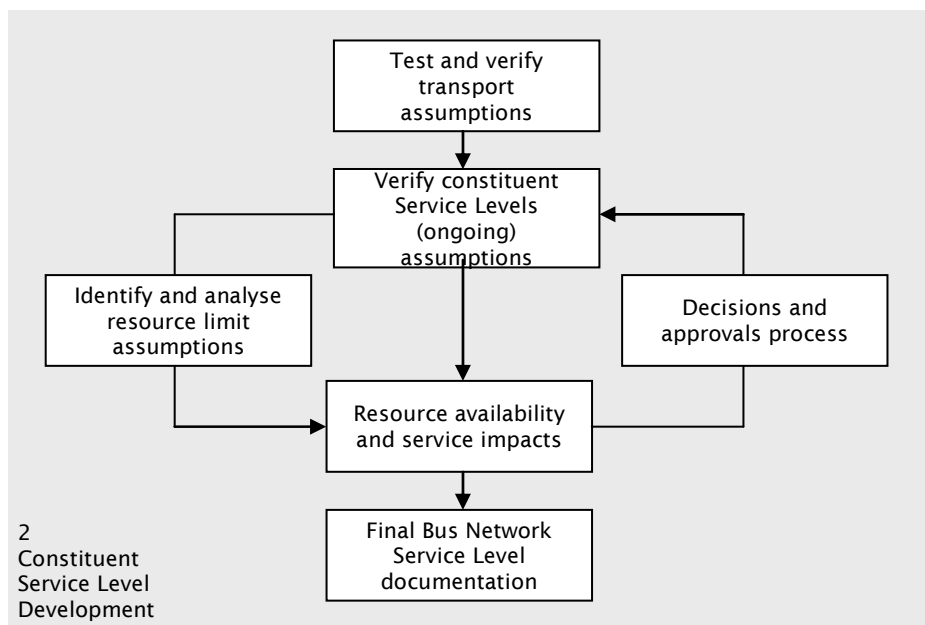 Test and verify
transport
assumptions
Verify constituent
Service Levels
(ongoing)
assumptions
Identify and analyse
resource limit
assumptions
Decisions and
approvals process
Resource availability
and service impacts
Final Bus Network
Service Level
documentation
2
Constituent
Service Level
Development